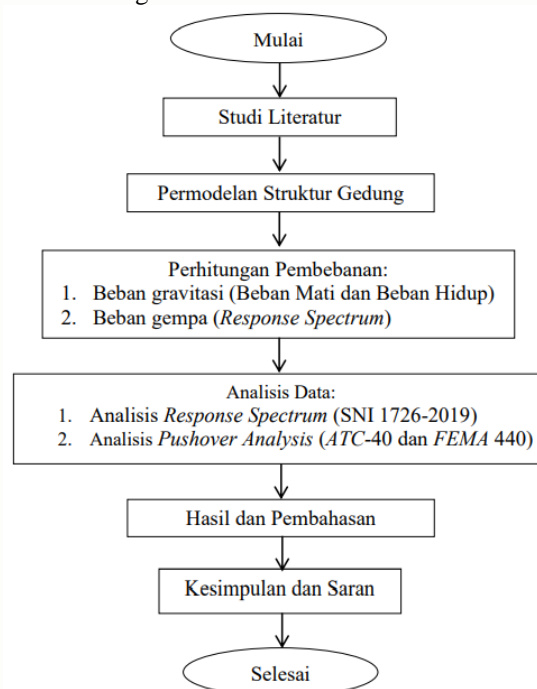 Mulai
Studi Literatur
Permodelan Struktur Gedung
Perhitungan Pembebanan:
1. Beban gravitasi (Beban Mati dan Beban Hidup)
2. Beban gempa (Response Spectrum)
Analisis Data:
1. Analisis Response Spectrum (SNI 1726-2019)
2. Analisis Pushover Analysis (ATC-40 dan FEMA 440)
Hasil dan Pembahasan
Kesimpulan dan Saran
Selesai